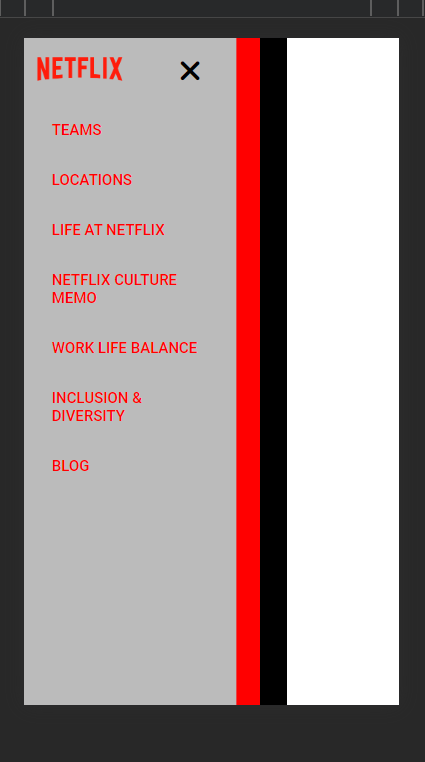 NETFLIX
TEAMS
LOCATIONS
LIFE AT NETFLIX
NETFLIX CULTURE
MEMO
WORK LIFE BALANCE
INCLUSION &
DIVERSITY
BLOG